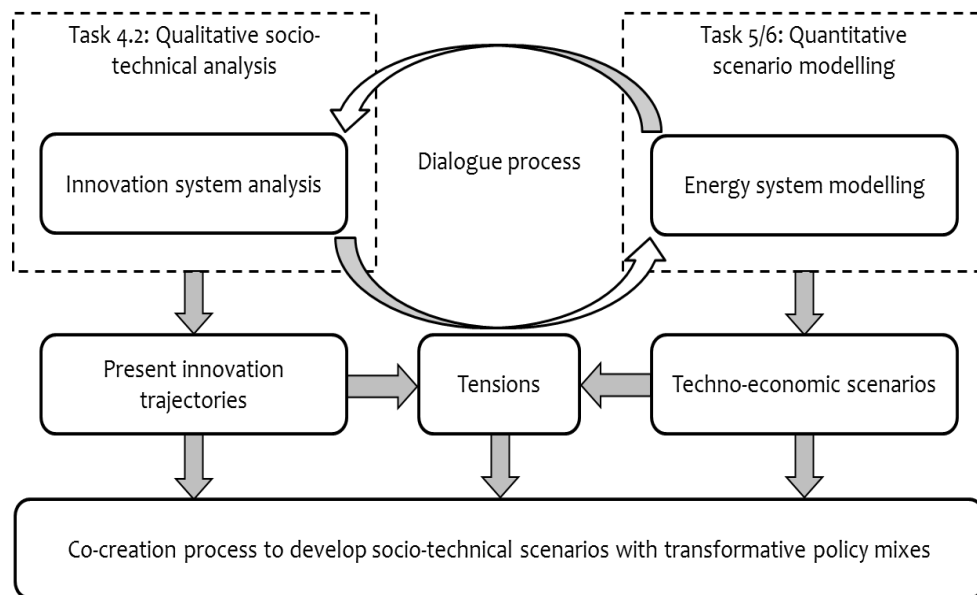 Task 4.2: Qualitative socio-
technical analysis
Task 5/6: Quantitative
scenario modelling
Innovation system analysis
Dialogue process
Energy system modelling
Present innovation
trajectories
Tensions
Techno-economic scenarios
Co-creation process to develop socio-technical scenarios with transformative policy mixes